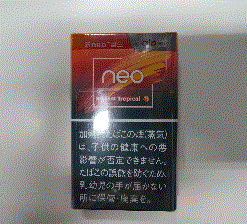 neo
tropical
加熱式たばこの煙(蒸気)
は、子供の健康への悪
影響が否定できません。
たばこの誤飲を防ぐため、
乳幼児の手が届かない
所に保管・廃棄を。